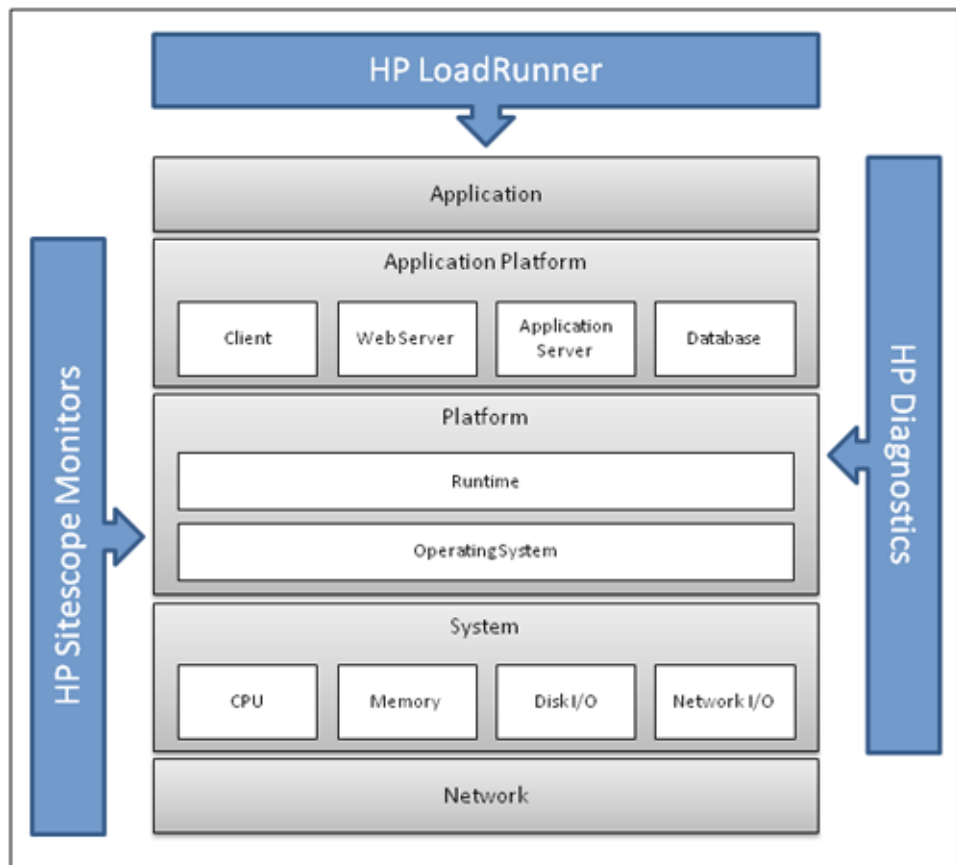 HP LoadRunner
Application
Application Platform
Client
Web Server
Application
Server
Database
Platform
Runtime
Operating System
System
CPU
Memory
Disk I/O
Network I/O
Network
HP Sitescope Monitors
HP Diagnostics